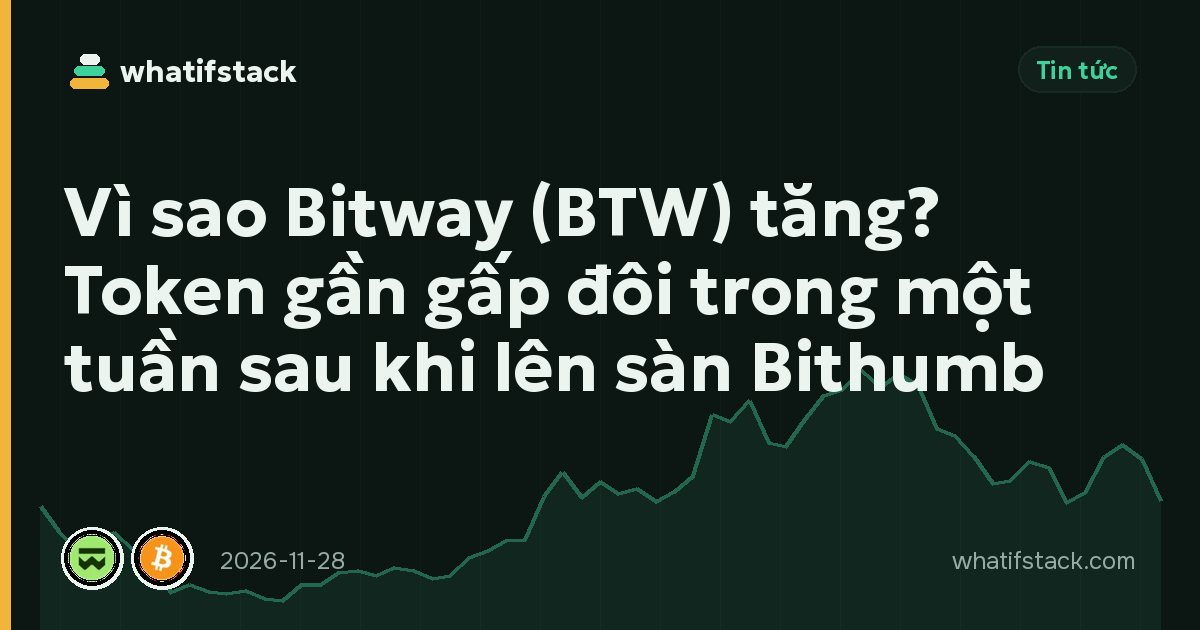 whatifstack
Tin tức
Vì sao Bitway (BTW) tăng?
Token gần gấp đôi trong một
tuần sau khi lên sàn Bithumb
2026-11-28
whatifstack.com